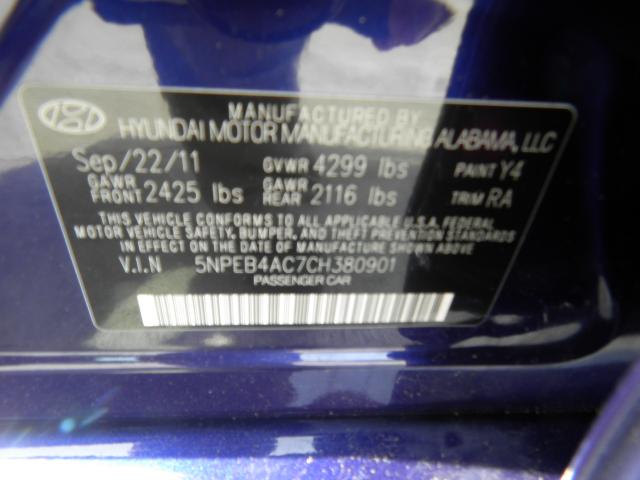 MANUFACTURED BY
HYUNDAI MOTOR MANUFACTURING ALABAMA, LLC
Sep/22/11 GVWR 4299 lbs PAINT Y4
GAWR FRONT 2425 lbs GAWR REAR 2116 lbs TRIM RA
THIS VEHICLE CONFORMS TO ALL APPLICABLE U.S.A. FEDERAL
MOTOR VEHICLE SAFETY, BUMPER, AND THEFT PREVENTION STANDARDS
IN EFFECT ON THE DATE OF MANUFACTURE SHOWN ABOVE
V.I.N 5NPEB4AC7CH380901
PASSENGER CAR